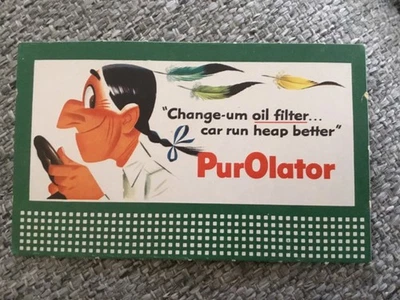 "Change-um oil filter...
car run heap better"
PurOlator